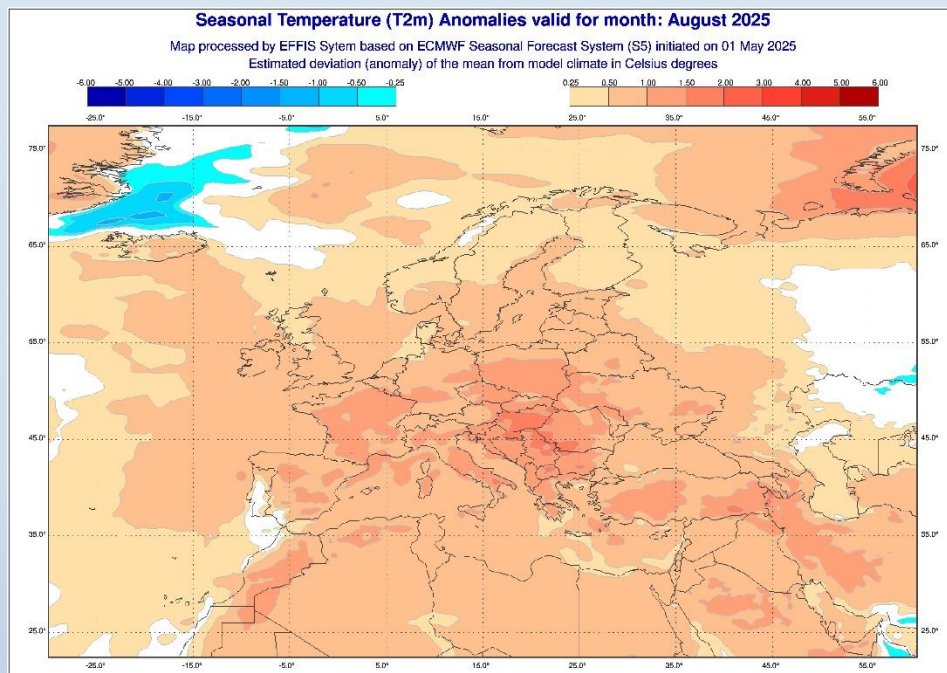 Seasonal Temperature (T2m) Anomalies valid for month: August 2025
Map processed by EFFIS Sytem based on ECMWF Seasonal Forecast System (S5) initiated on 01 May 2025
Estimated deviation (anomaly) of the mean from model climate in Celsius degrees
-6.00 -5.00 -4.00 -3.00 -2.00 -1.50 -1.00 -0.50 -0.25 0.25 0.50 1.00 1.50 2.00 3.00 4.00 5.00 6.00
-25.0° -15.0° -5.0° 5.0° 15.0° 25.0° 35.0° 45.0° 55.0°
75.0° 75.0°
65.0° 65.0°
55.0° 55.0°
45.0° 45.0°
35.0° 35.0°
25.0° 25.0°
-25.0° -15.0° -5.0° 5.0° 15.0° 25.0° 35.0° 45.0° 55.0°